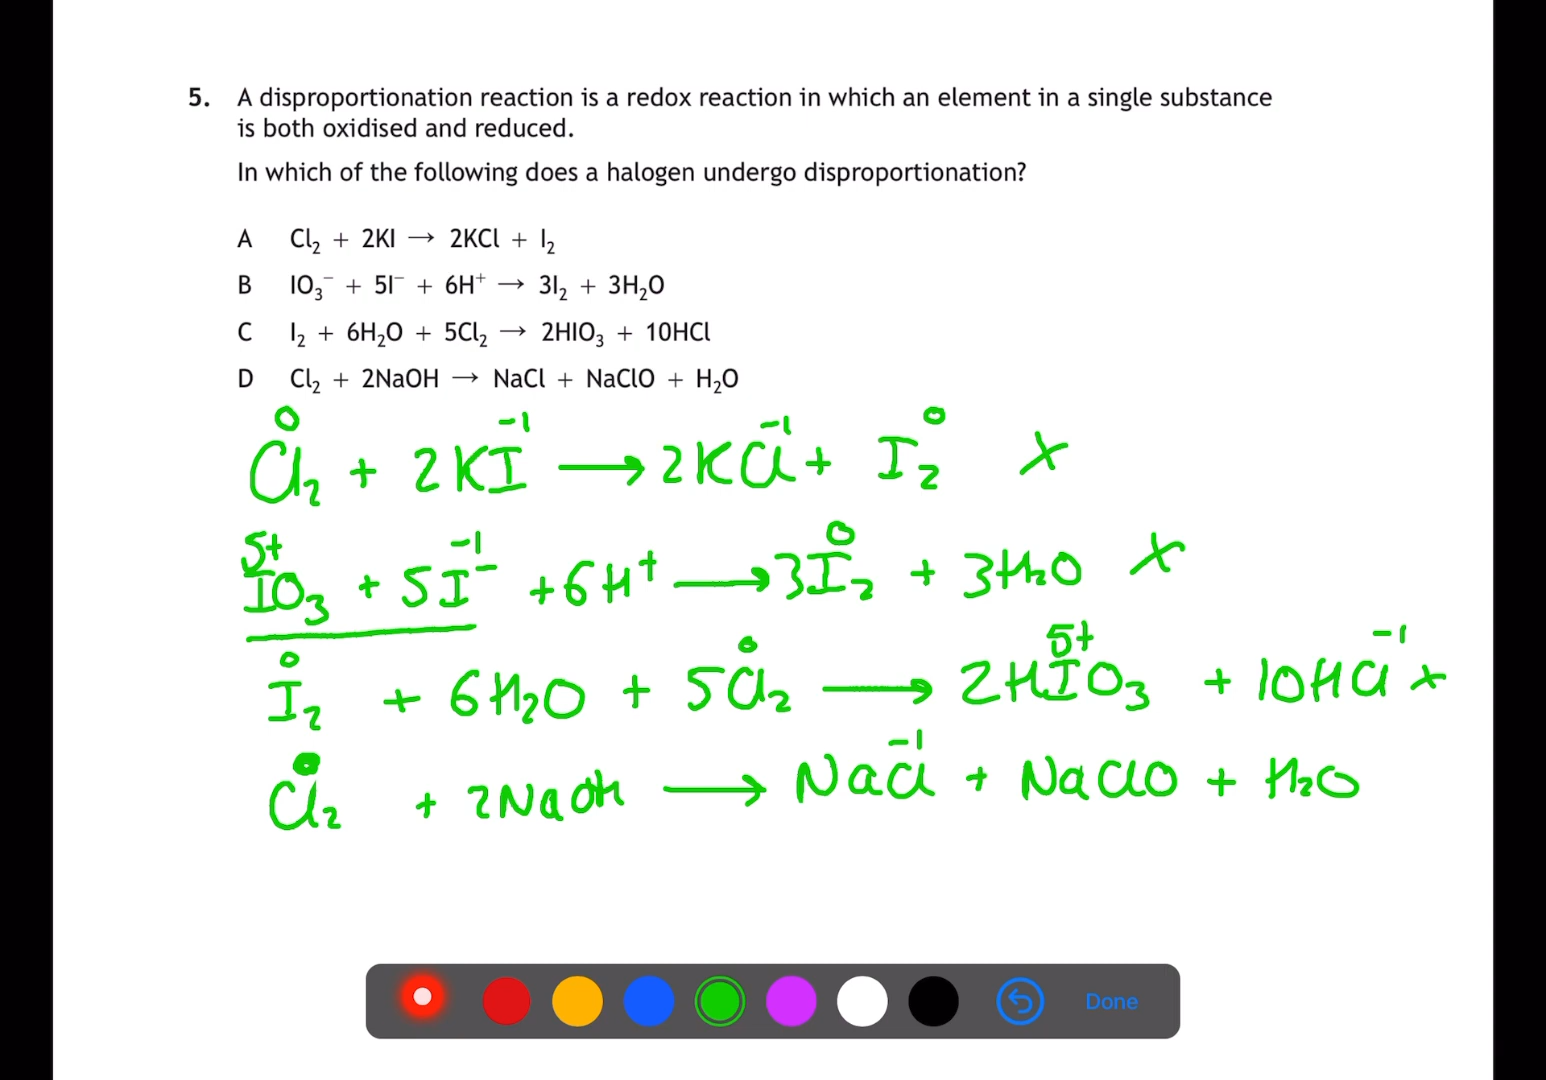 5. A disproportionation reaction is a redox reaction in which an element in a single substance
is both oxidised and reduced.
In which of the following does a halogen undergo disproportionation?
A Cl₂ + 2KI → 2KCl + I₂
B IO₃⁻ + 5I⁻ + 6H⁺ → 3I₂ + 3H₂O
C I₂ + 6H₂O + 5Cl₂ → 2HIO₃ + 10HCl
D Cl₂ + 2NaOH → NaCl + NaClO + H₂O
0 -1 -1 0
Cl₂ + 2KI → 2KCl + I₂ x
5+ -1 0
IO₃ + 5I⁻ + 6H⁺ → 3I₂ + 3H₂O x
0 0 5+ -1
I₂ + 6H₂O + 5Cl₂ → 2HIO₃ + 10HCl x
0 -1
Cl₂ + 2NaOH → NaCl + NaClO + H₂O
Done